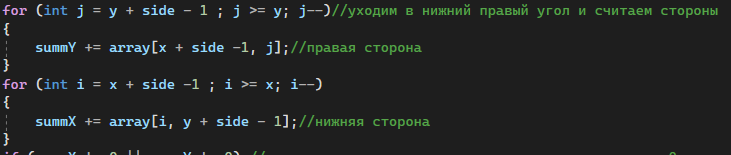 for (int j = y + side - 1 ; j >= y; j--)//уходим в нижний правый угол и считаем стороны
{
summY += array[x + side -1, j];//правая сторона
}
for (int i = x + side -1 ; i >= x; i--)
{
summX += array[i, y + side - 1];//нижняя сторона
}